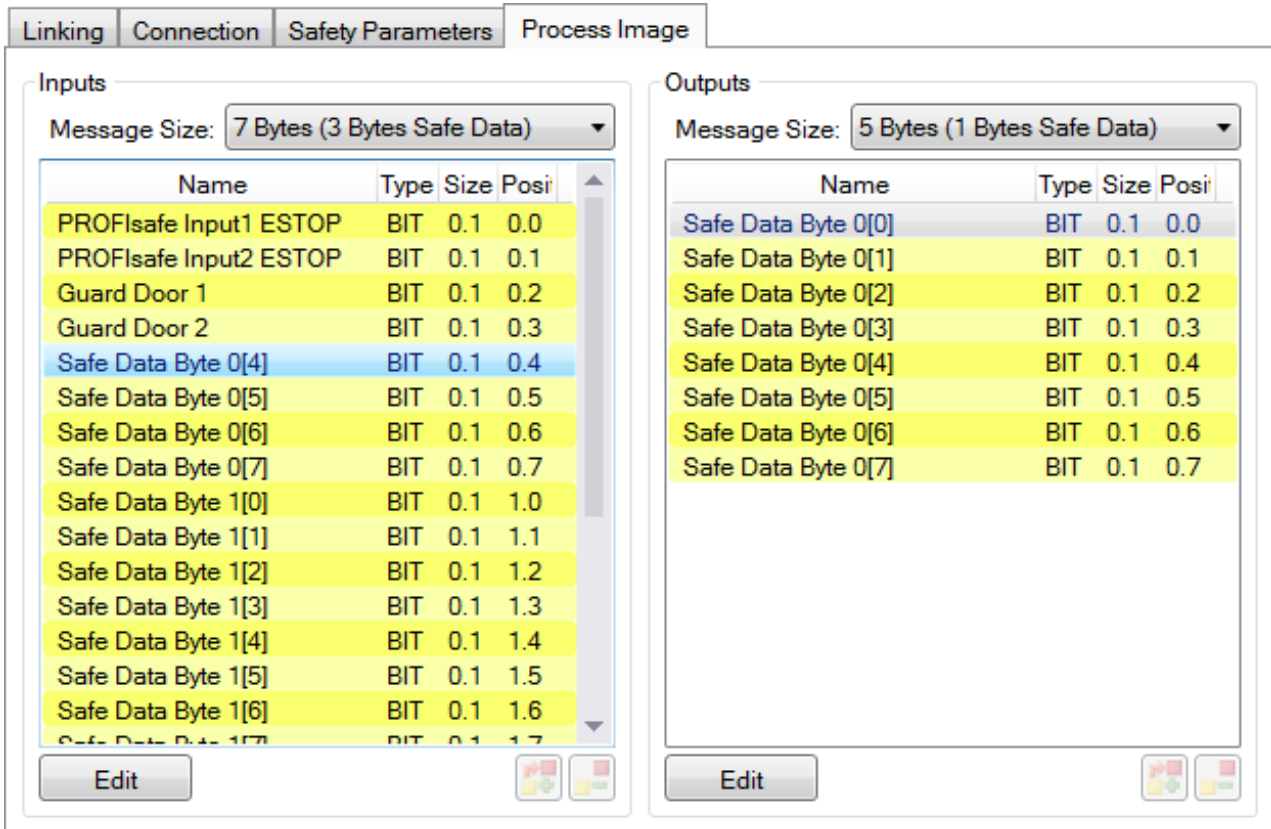 Linking Connection Safety Parameters Process Image
Inputs
Message Size: 7 Bytes (3 Bytes Safe Data)
Name Type Size Posit
PROFIsafe Input1 ESTOP BIT 0.1 0.0
PROFIsafe Input2 ESTOP BIT 0.1 0.1
Guard Door 1 BIT 0.1 0.2
Guard Door 2 BIT 0.1 0.3
Safe Data Byte 0[4] BIT 0.1 0.4
Safe Data Byte 0[5] BIT 0.1 0.5
Safe Data Byte 0[6] BIT 0.1 0.6
Safe Data Byte 0[7] BIT 0.1 0.7
Safe Data Byte 1[0] BIT 0.1 1.0
Safe Data Byte 1[1] BIT 0.1 1.1
Safe Data Byte 1[2] BIT 0.1 1.2
Safe Data Byte 1[3] BIT 0.1 1.3
Safe Data Byte 1[4] BIT 0.1 1.4
Safe Data Byte 1[5] BIT 0.1 1.5
Safe Data Byte 1[6] BIT 0.1 1.6
Safe Data Byte 1[7] BIT 0.1 1.7
Edit
Outputs
Message Size: 5 Bytes (1 Bytes Safe Data)
Name Type Size Posit
Safe Data Byte 0[0] BIT 0.1 0.0
Safe Data Byte 0[1] BIT 0.1 0.1
Safe Data Byte 0[2] BIT 0.1 0.2
Safe Data Byte 0[3] BIT 0.1 0.3
Safe Data Byte 0[4] BIT 0.1 0.4
Safe Data Byte 0[5] BIT 0.1 0.5
Safe Data Byte 0[6] BIT 0.1 0.6
Safe Data Byte 0[7] BIT 0.1 0.7
Edit